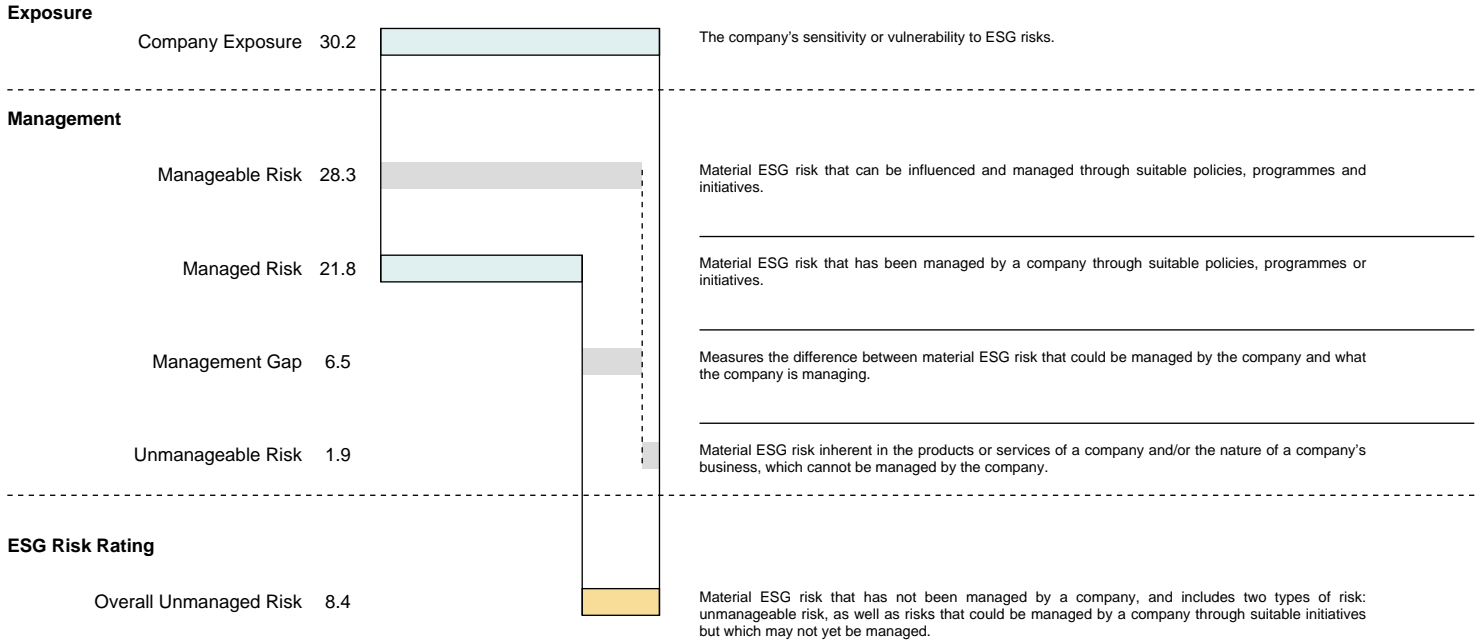 Exposure
Company Exposure 30.2
The company’s sensitivity or vulnerability to ESG risks.
Management
Manageable Risk 28.3
Material ESG risk that can be influenced and managed through suitable policies, programmes and
initiatives.
Managed Risk 21.8
Material ESG risk that has been managed by a company through suitable policies, programmes or
initiatives.
Management Gap 6.5
Measures the difference between material ESG risk that could be managed by the company and what
the company is managing.
Unmanageable Risk 1.9
Material ESG risk inherent in the products or services of a company and/or the nature of a company’s
business, which cannot be managed by the company.
ESG Risk Rating
Overall Unmanaged Risk 8.4
Material ESG risk that has not been managed by a company, and includes two types of risk:
unmanageable risk, as well as risks that could be managed by a company through suitable initiatives
but which may not yet be managed.